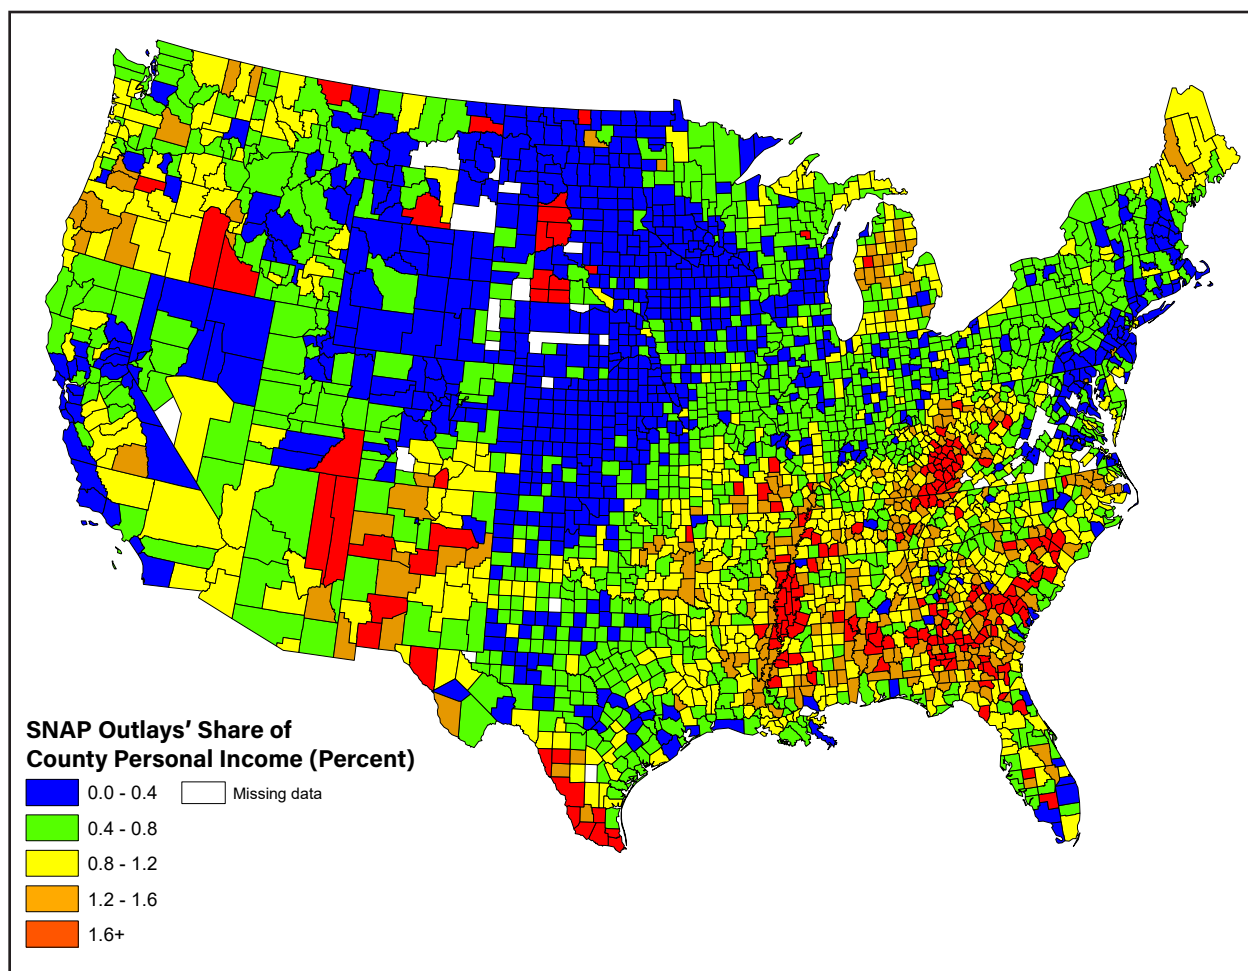 SNAP Outlays’ Share of
County Personal Income (Percent)
0.0 - 0.4
Missing data
0.4 - 0.8
0.8 - 1.2
1.2 - 1.6
1.6+